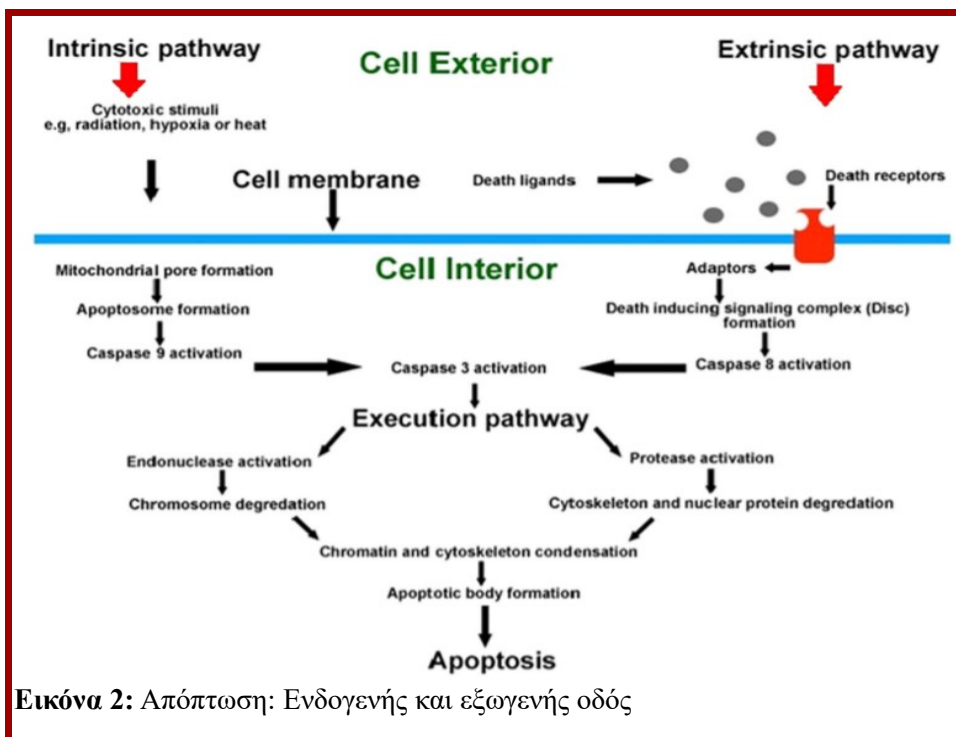 Intrinsic pathway
Cell Exterior
Extrinsic pathway
Cytotoxic stimuli
e.g, radiation, hypoxia or heat
Cell membrane
Death ligands
Death receptors
Cell Interior
Mitochondrial pore formation
Adaptors
Apoptosome formation
Death inducing signaling complex (Disc)
formation
Caspase 9 activation
Caspase 3 activation
Caspase 8 activation
Execution pathway
Endonuclease activation
Protease activation
Chromosome degredation
Cytoskeleton and nuclear protein degredation
Chromatin and cytoskeleton condensation
Apoptotic body formation
Apoptosis
Εικόνα 2: Απόπτωση: Ενδογενής και εξωγενής οδός